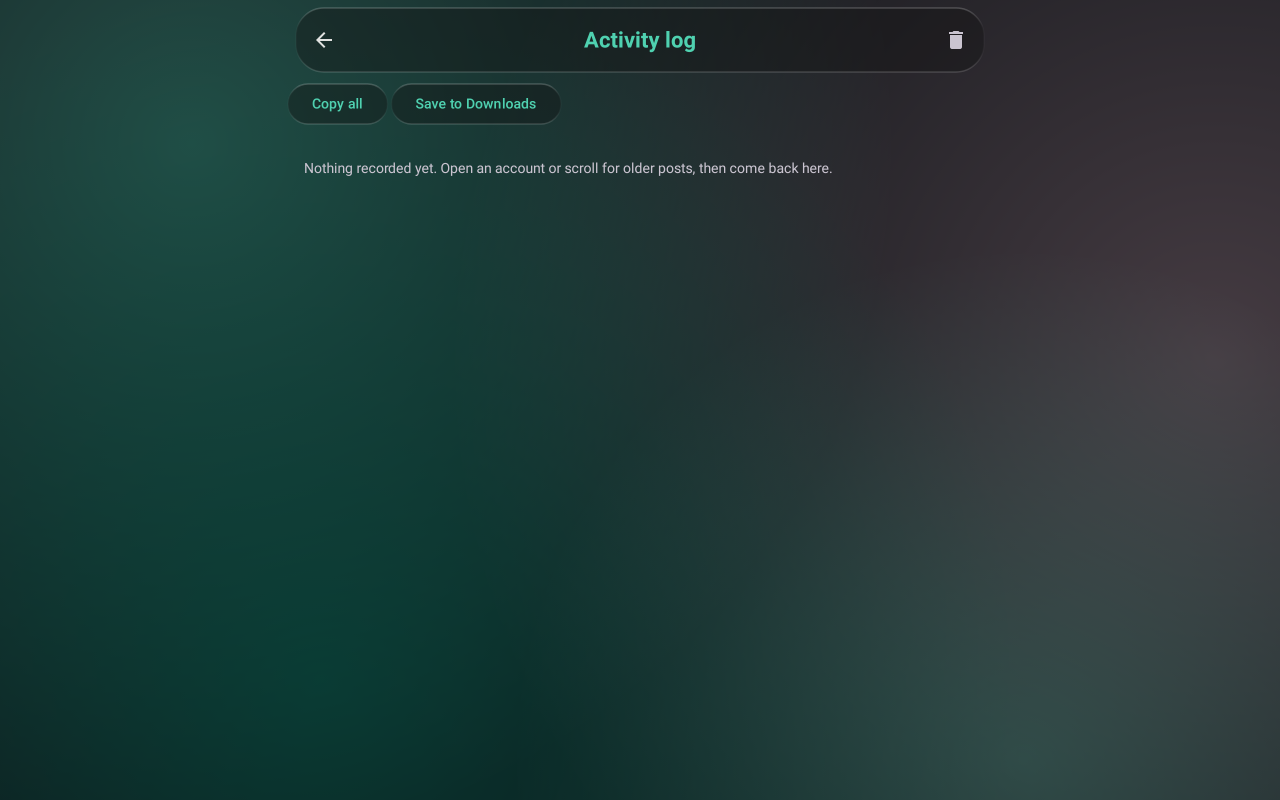 Activity log
Copy all
Save to Downloads
Nothing recorded yet. Open an account or scroll for older posts, then come back here.